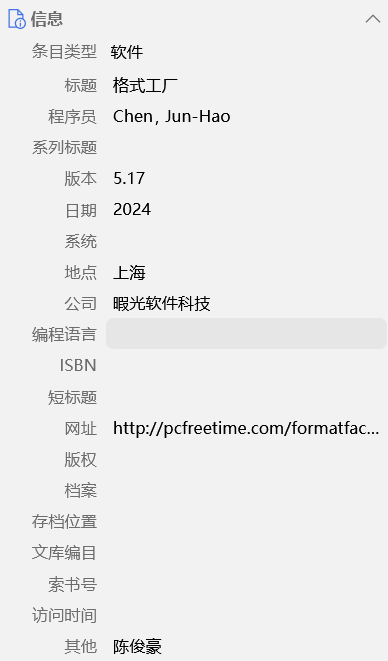 信息
条目类型 软件
标题 格式工厂
程序员 Chen, Jun-Hao
系列标题
版本 5.17
日期 2024
系统
地点 上海
公司 暇光软件科技
编程语言
ISBN
短标题
网址 http://pcfreetime.com/formatfac...
版权
档案
存档位置
文库编目
索书号
访问时间
其他 陈俊豪